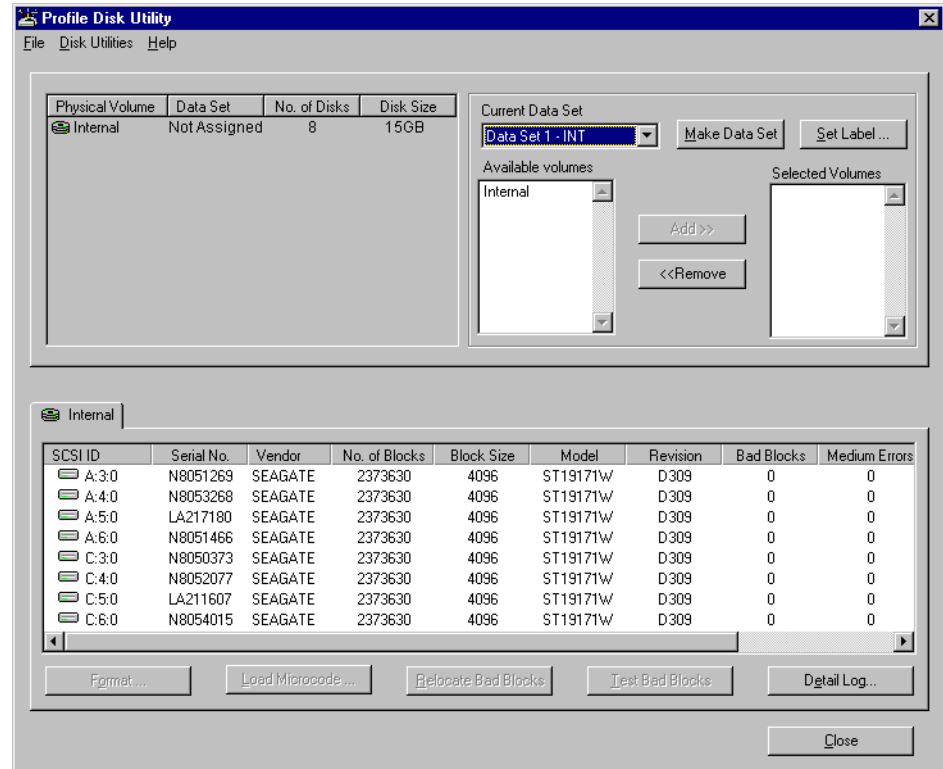 Profile Disk Utility
File Disk Utilities Help
Physical Volume Data Set No. of Disks Disk Size
Internal Not Assigned 8 15GB
Current Data Set
Data Set 1 - INT Make Data Set Set Label ...
Available volumes
Selected Volumes
Internal
Add >>
<<Remove
Internal
SCSI ID Serial No. Vendor No. of Blocks Block Size Model Revision Bad Blocks Medium Errors
A:3:0 N8051269 SEAGATE 2373630 4096 ST19171W D309 0 0
A:4:0 N8053268 SEAGATE 2373630 4096 ST19171W D309 0 0
A:5:0 LA217180 SEAGATE 2373630 4096 ST19171W D309 0 0
A:6:0 N8051466 SEAGATE 2373630 4096 ST19171W D309 0 0
C:3:0 N8050373 SEAGATE 2373630 4096 ST19171W D309 0 0
C:4:0 N8052077 SEAGATE 2373630 4096 ST19171W D309 0 0
C:5:0 LA211607 SEAGATE 2373630 4096 ST19171W D309 0 0
C:6:0 N8054015 SEAGATE 2373630 4096 ST19171W D309 0 0
Format ... Load Microcode ... Relocate Bad Blocks Test Bad Blocks Detail Log...
Close